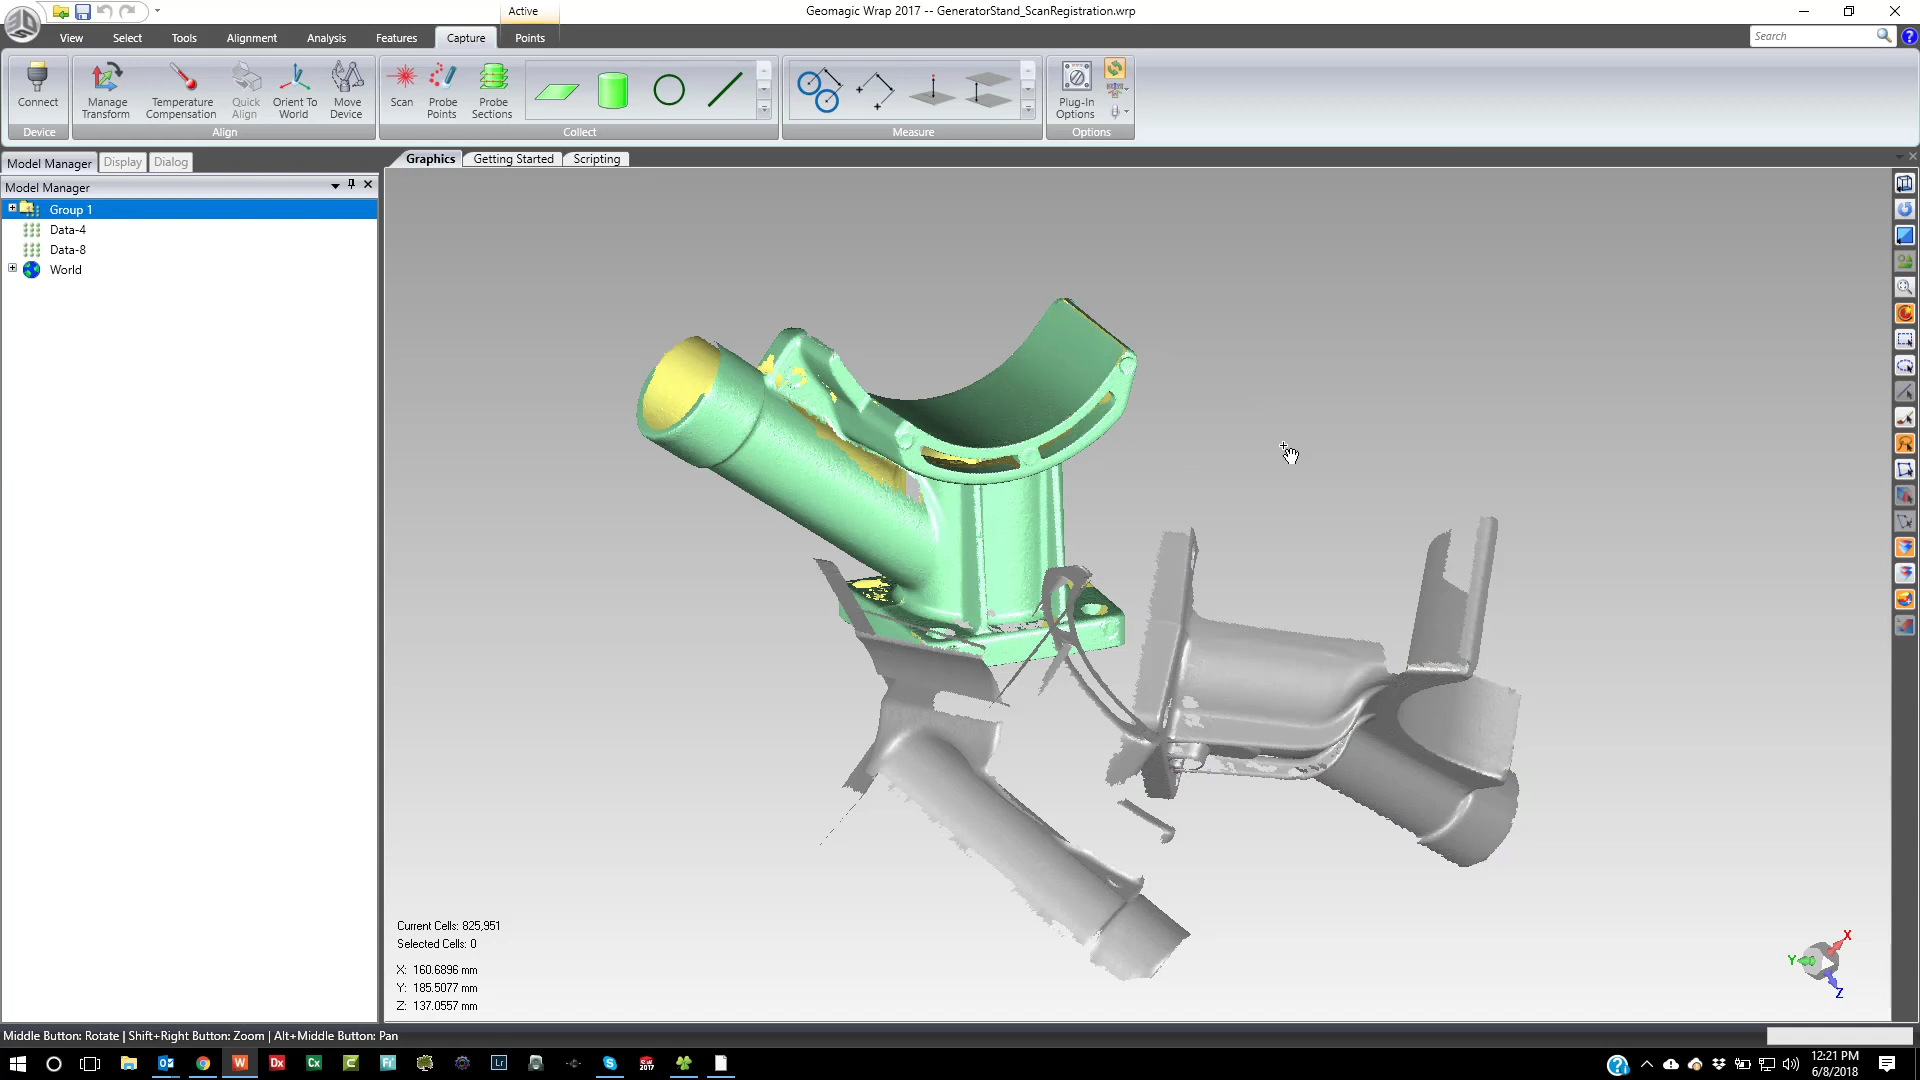 Active
Geomagic Wrap 2017 -- GeneratorStand_ScanRegistration.wrp
View
Select
Tools
Alignment
Analysis
Features
Capture
Points
Search
Connect
Manage Transform
Temperature Compensation
Quick Align
Orient To World
Move Device
Scan
Probe Points
Probe Sections
Plug-In Options
Device
Align
Collect
Measure
Options
Model Manager
Display
Dialog
Graphics
Getting Started
Scripting
Model Manager
Group 1
Data-4
Data-8
World
Current Cells: 825,951
Selected Cells: 0
X: 160.6896 mm
Y: 185.5077 mm
Z: 137.0557 mm
X
Y
Z
Middle Button: Rotate | Shift+Right Button: Zoom | Alt+Middle Button: Pan
W
Dx
Cx
C
Lr
S
2017
12:21 PM
6/8/2018